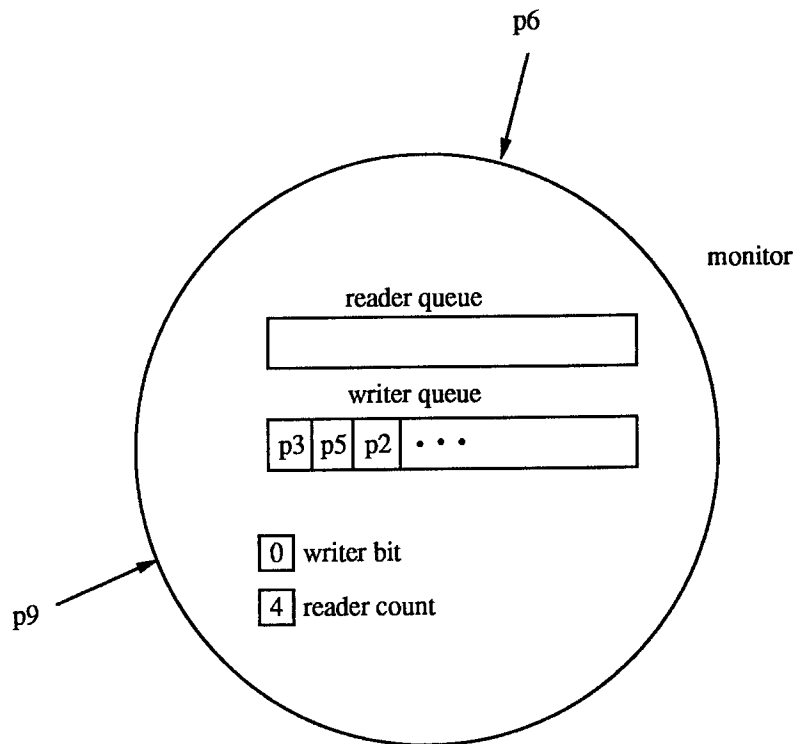 p6
monitor
reader queue
writer queue
p3 p5 p2 • • •
0 writer bit
4 reader count
p9